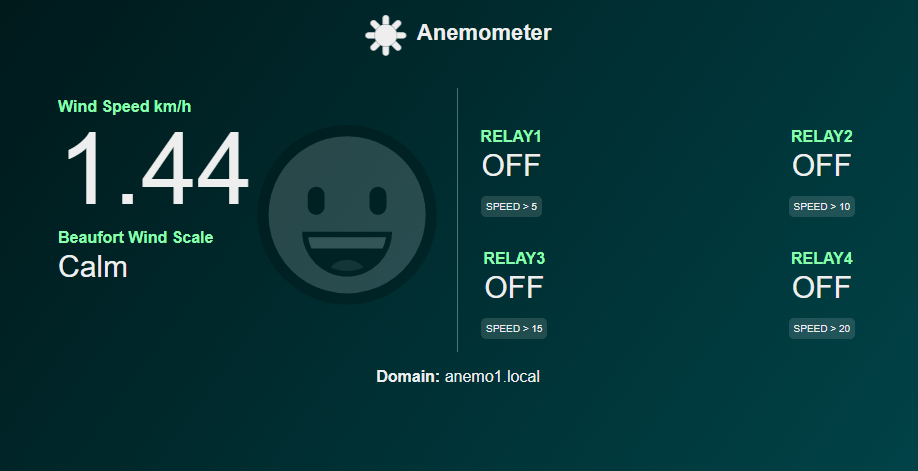 Anemometer
Wind Speed km/h
1.44
Beaufort Wind Scale
Calm
RELAY1
OFF
SPEED > 5
RELAY2
OFF
SPEED > 10
RELAY3
OFF
SPEED > 15
RELAY4
OFF
SPEED > 20
Domain: anemo1.local